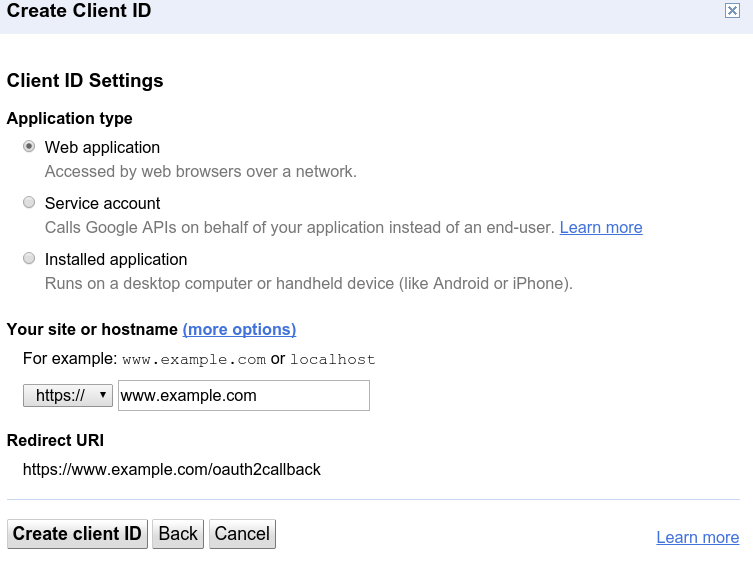 Create Client ID
Client ID Settings
Application type
Web application
Accessed by web browsers over a network.
Service account
Calls Google APIs on behalf of your application instead of an end-user. Learn more
Installed application
Runs on a desktop computer or handheld device (like Android or iPhone).
Your site or hostname (more options)
For example: www.example.com or localhost
https:// www.example.com
Redirect URI
https://www.example.com/oauth2callback
Create client ID Back Cancel Learn more